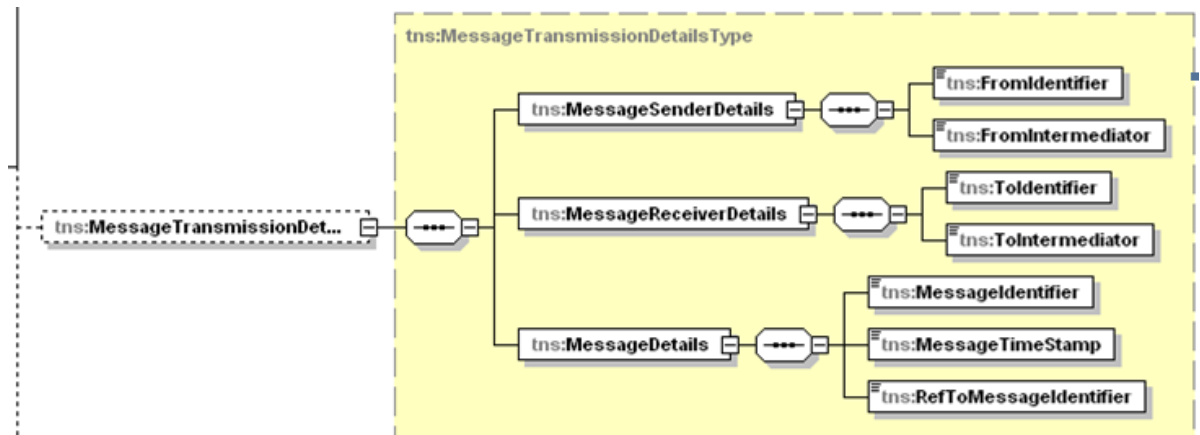 tns:MessageTransmissionDetailsType
tns:FromIdentifier
tns:MessageSenderDetails
tns:FromIntermediator
tns:ToIdentifier
tns:MessageReceiverDetails
tns:MessageTransmissionDet...
tns:ToIntermediator
tns:MessageIdentifier
tns:MessageDetails
tns:MessageTimeStamp
tns:RefToMessageIdentifier